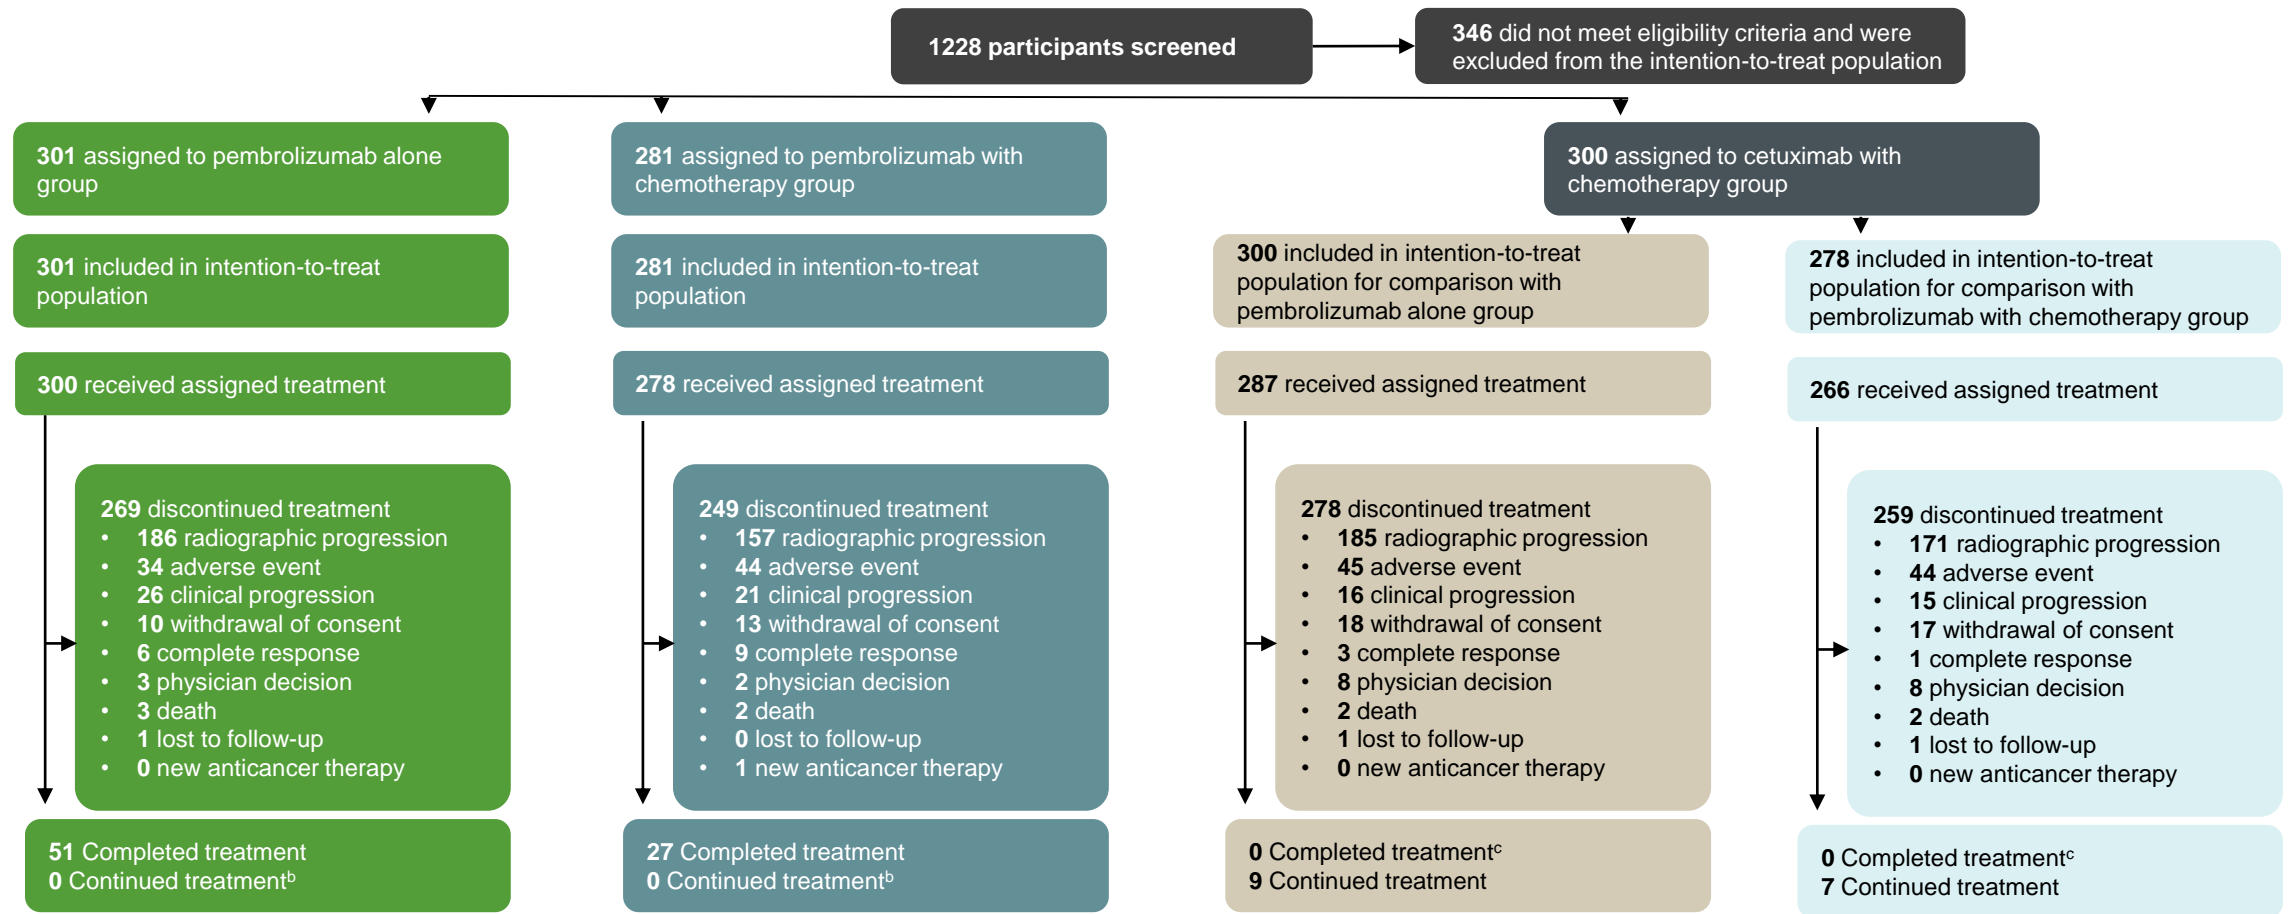 1228 participants screened
346 did not meet eligibility criteria and were
excluded from the intention-to-treat population
301 assigned to pembrolizumab alone
group
281 assigned to pembrolizumab with
chemotherapy group
300 assigned to cetuximab with
chemotherapy group
301 included in intention-to-treat
population
281 included in intention-to-treat
population
300 included in intention-to-treat
population for comparison with
pembrolizumab alone group
278 included in intention-to-treat
population for comparison with
pembrolizumab with chemotherapy group
300 received assigned treatment
278 received assigned treatment
287 received assigned treatment
266 received assigned treatment
269 discontinued treatment
• 186 radiographic progression
• 34 adverse event
• 26 clinical progression
• 10 withdrawal of consent
• 6 complete response
• 3 physician decision
• 3 death
• 1 lost to follow-up
• 0 new anticancer therapy
249 discontinued treatment
• 157 radiographic progression
• 44 adverse event
• 21 clinical progression
• 13 withdrawal of consent
• 9 complete response
• 2 physician decision
• 2 death
• 0 lost to follow-up
• 1 new anticancer therapy
278 discontinued treatment
• 185 radiographic progression
• 45 adverse event
• 16 clinical progression
• 18 withdrawal of consent
• 3 complete response
• 8 physician decision
• 2 death
• 1 lost to follow-up
• 0 new anticancer therapy
259 discontinued treatment
• 171 radiographic progression
• 44 adverse event
• 15 clinical progression
• 17 withdrawal of consent
• 1 complete response
• 8 physician decision
• 2 death
• 1 lost to follow-up
• 0 new anticancer therapy
51 Completed treatment
0 Continued treatmentᵇ
27 Completed treatment
0 Continued treatmentᵇ
0 Completed treatmentᶜ
9 Continued treatment
0 Completed treatmentᶜ
7 Continued treatment